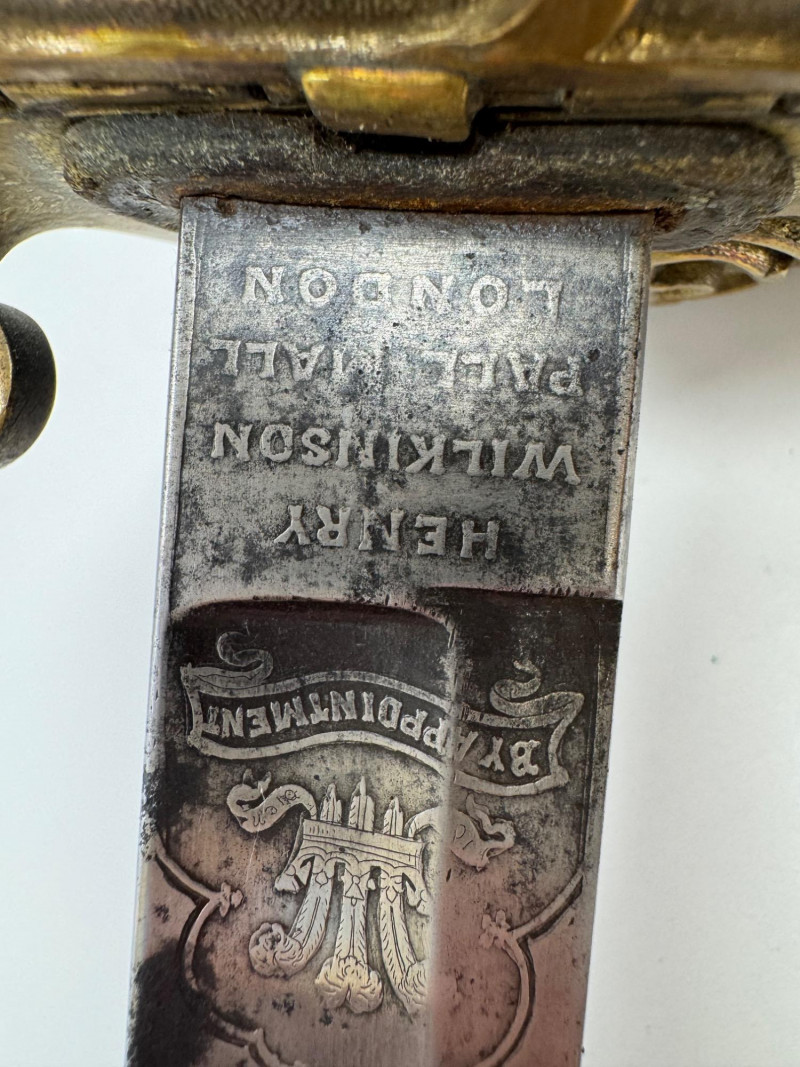 BY APPOINTMENT
HENRY
WILKINSON
PALL MALL
LONDON